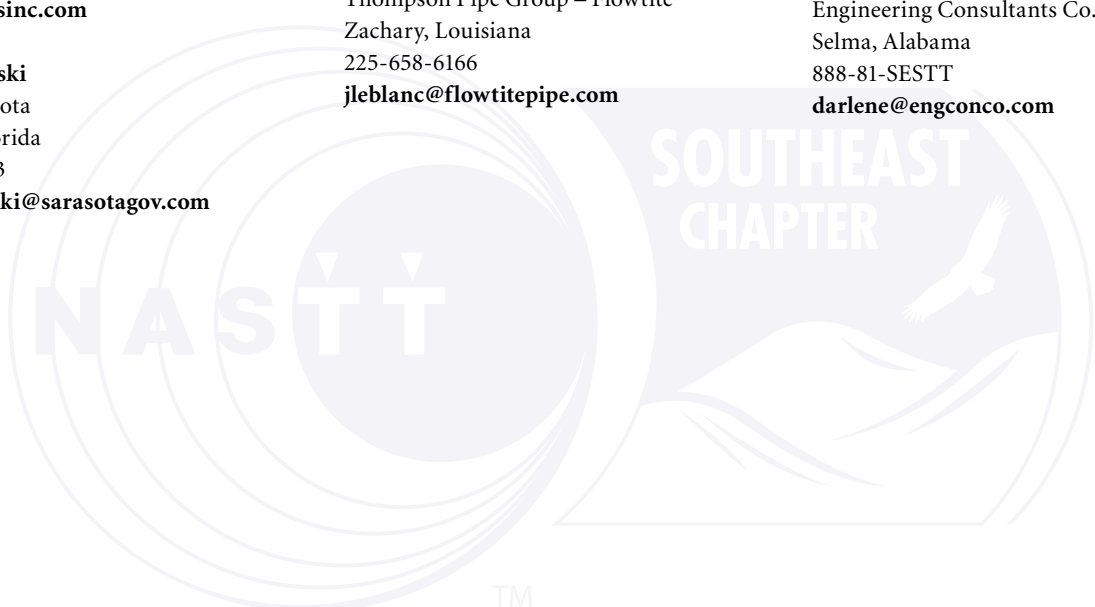 sinc.com
ski
ota
rida
3
ki@sarasotagov.com
Thompson Pipe Group – Flowtite
Zachary, Louisiana
225-658-6166
jleblanc@flowtitepipe.com
Engineering Consultants Co.
Selma, Alabama
888-81-SESTT
darlene@engconco.com
SOUTHEAST
CHAPTER
NASTT
TM